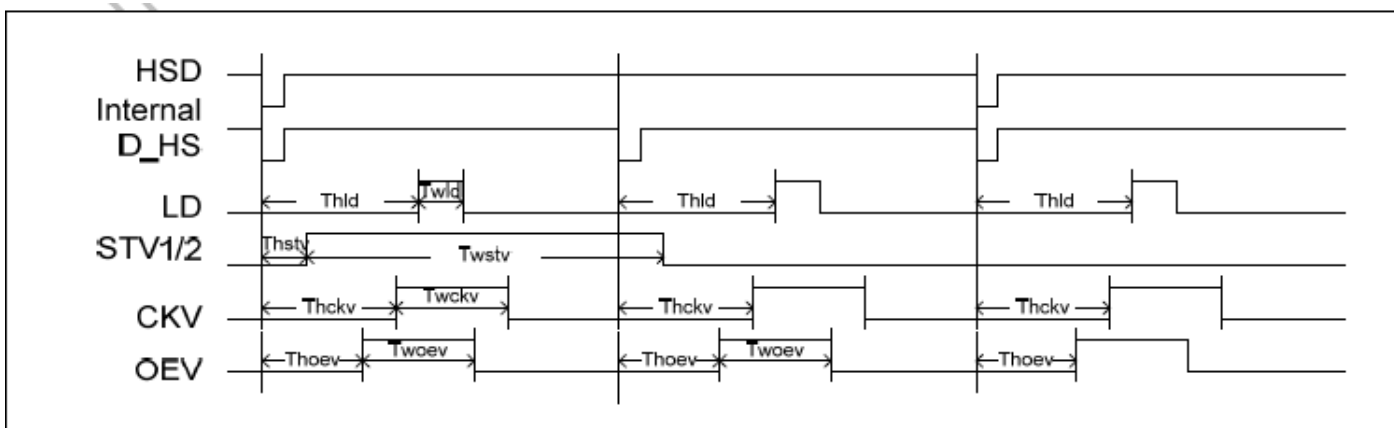 HSD
Internal
D_HS
LD Thld Twld Thld Thld
STV1/2 Thstv Twstv
CKV Thckv Twckv Thckv Thckv
OEV Thoev Twoev Thoev Twoev Thoev